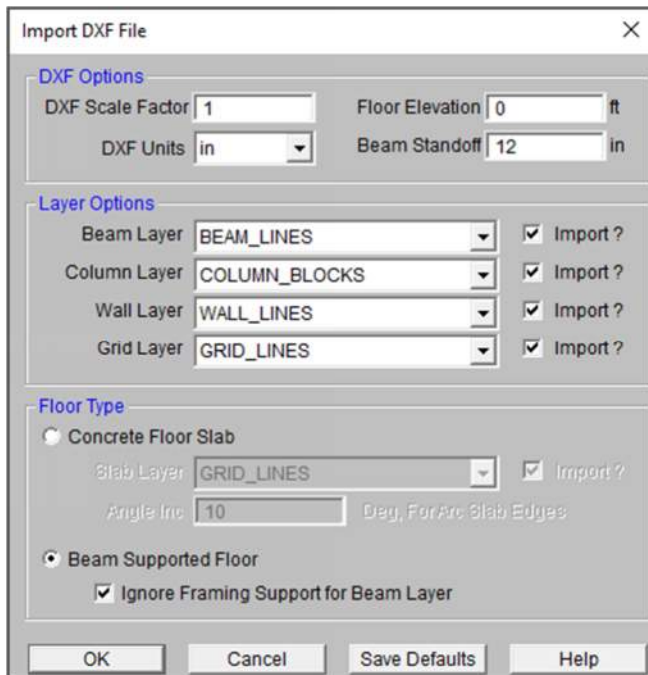 Import DXF File
DXF Options
DXF Scale Factor 1 Floor Elevation 0 ft
DXF Units in Beam Standoff 12 in
Layer Options
Beam Layer BEAM_LINES Import ?
Column Layer COLUMN_BLOCKS Import ?
Wall Layer WALL_LINES Import ?
Grid Layer GRID_LINES Import ?
Floor Type
Concrete Floor Slab
Slab Layer GRID_LINES Import ?
Angle Inc 10 Deg, For Arc Slab Edges
Beam Supported Floor
Ignore Framing Support for Beam Layer
OK Cancel Save Defaults Help